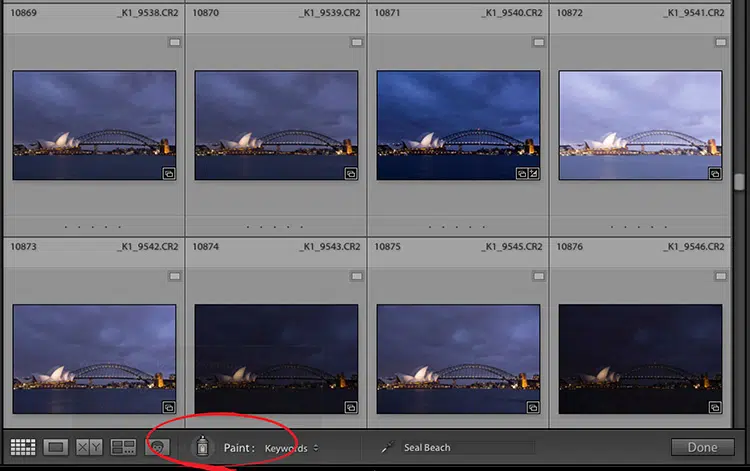 10869 _K1_9538.CR2 10870 _K1_9539.CR2 10871 _K1_9540.CR2 10872 _K1_9541.CR2
10873 _K1_9542.CR2 10874 _K1_9543.CR2 10875 _K1_9545.CR2 10876 _K1_9546.CR2
XY Paint : Keywords Seal Beach Done